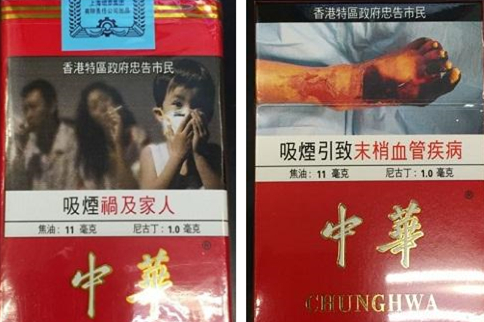 香港特區政府忠告市民
吸煙禍及家人
焦油: 11 毫克 尼古丁: 1.0 毫克
中華
香港特區政府忠告市民
吸煙引致末梢血管疾病
焦油: 11 毫克 尼古丁: 1.0 毫克
中華
CHUNGHWA